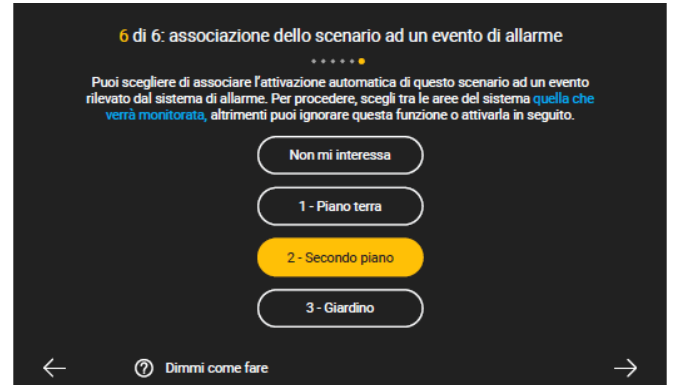 6 di 6: associazione dello scenario ad un evento di allarme
Puoi scegliere di associare l'attivazione automatica di questo scenario ad un evento
rilevato dal sistema di allarme. Per procedere, scegli tra le aree del sistema quella che
verrà monitorata, altrimenti puoi ignorare questa funzione o attivarla in seguito.
Non mi interessa
1 - Piano terra
2 - Secondo piano
3 - Giardino
? Dimmi come fare